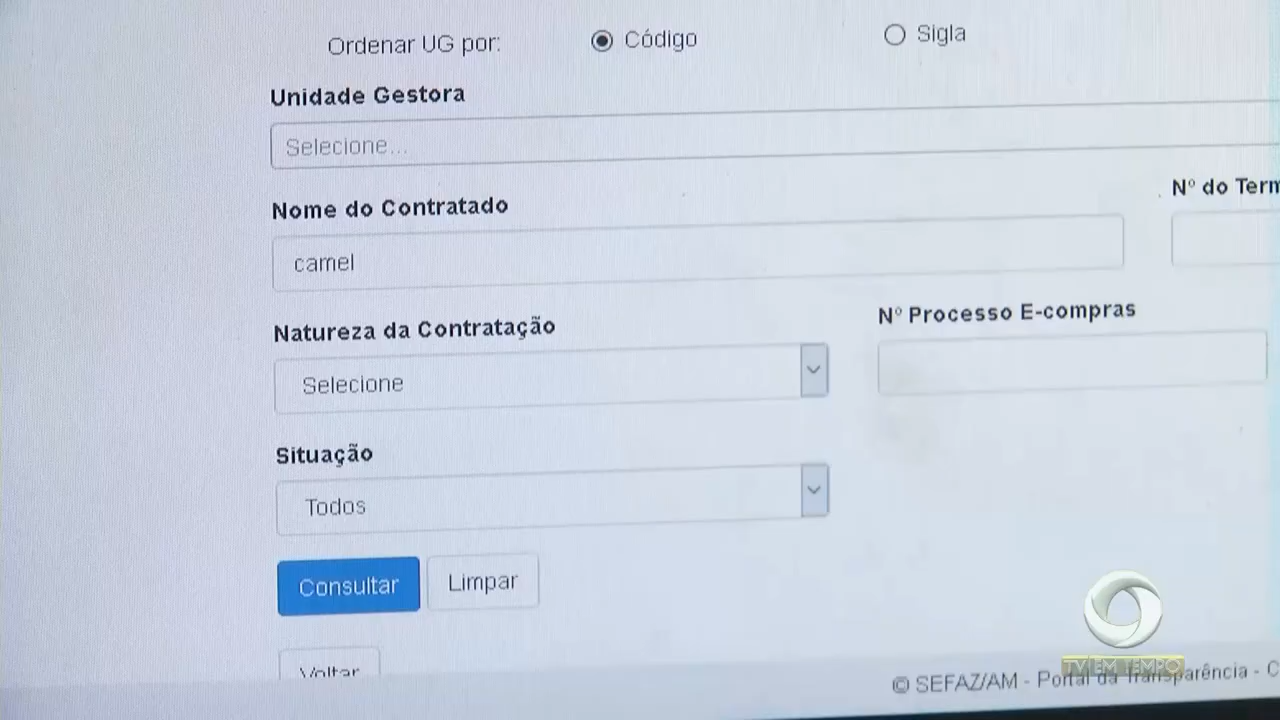 Ordenar UG por: Código Sigla
Unidade Gestora
Selecione...
Nome do Contratado Nº do Term
camel
Natureza da Contratação Nº Processo E-compras
Selecione
Situação
Todos
Consultar Limpar
Voltar
TV EM TEMPO
© SEFAZ/AM - Portal da Transparência - C